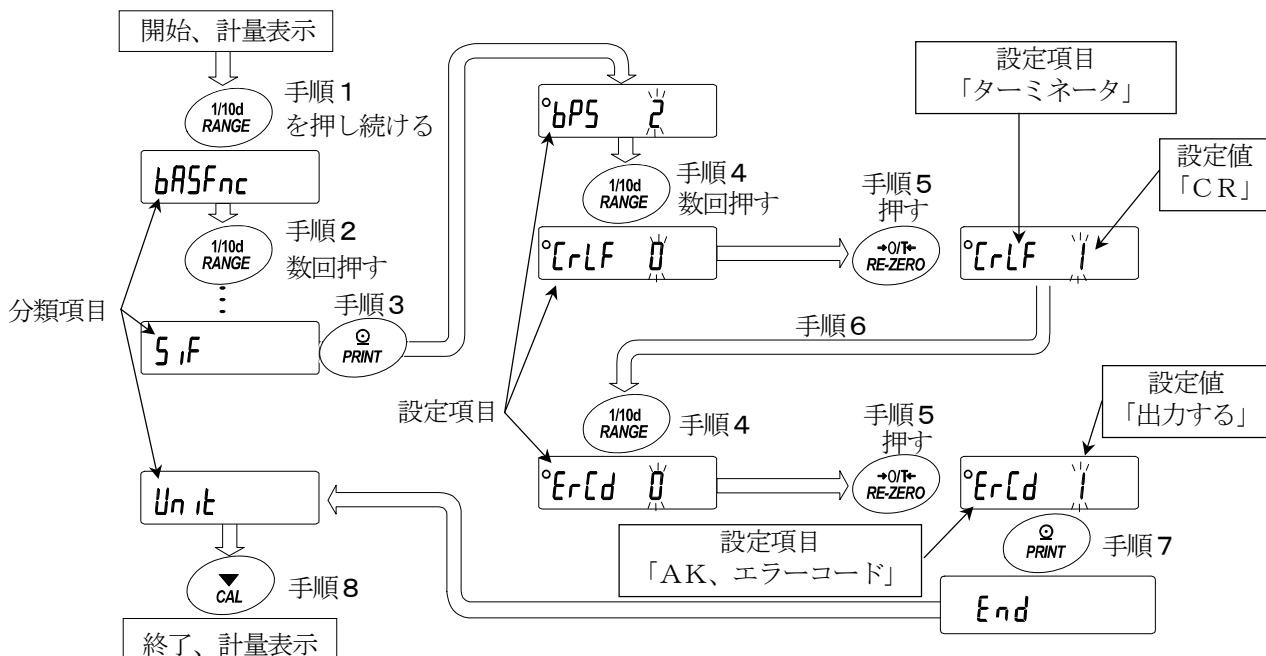 開始、計量表示
1/10d
RANGE
手順1
を押し続ける
bASFnc
1/10d
RANGE
手順2
数回押す
分類項目
SiF
手順3
PRINT
°bPS 2
1/10d
RANGE
手順4
数回押す
°CrLF 0
手順5
押す
→0/T←
RE-ZERO
設定項目
「ターミネータ」
設定値
「CR」
°CrLF 1
手順6
設定項目
1/10d
RANGE
手順4
°ErCd 0
手順5
押す
→0/T←
RE-ZERO
設定値
「出力する」
°ErCd 1
設定項目
「AK、エラーコード」
PRINT
手順7
End
Unit
CAL
手順8
終了、計量表示